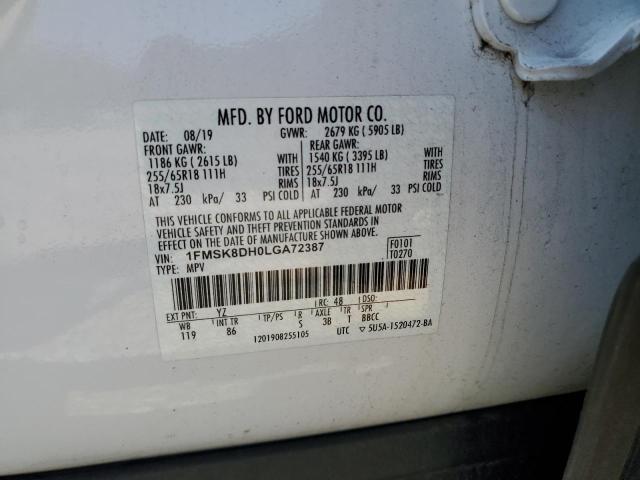 MFD. BY FORD MOTOR CO.
DATE: 08/19 GVWR: 2679 KG ( 5905 LB)
FRONT GAWR: REAR GAWR:
1186 KG ( 2615 LB) WITH 1540 KG ( 3395 LB) WITH
255/65R18 111H TIRES 255/65R18 111H TIRES
18x7.5J RIMS 18x7.5J RIMS
AT 230 kPa/ 33 PSI COLD AT 230 kPa/ 33 PSI COLD
THIS VEHICLE CONFORMS TO ALL APPLICABLE FEDERAL MOTOR
VEHICLE SAFETY AND THEFT PREVENTION STANDARDS IN
EFFECT ON THE DATE OF MANUFACTURE SHOWN ABOVE.
VIN: 1FMSK8DH0LGA72387 F0101
TYPE: MPV T0270
EXT PNT: YZ RC: 48 DSO:
WB INT TR TP/PS R AXLE TR SPR
119 86 S 3B T BBCC
1201908255105 UTC ▽ 5U5A-1520472-BA